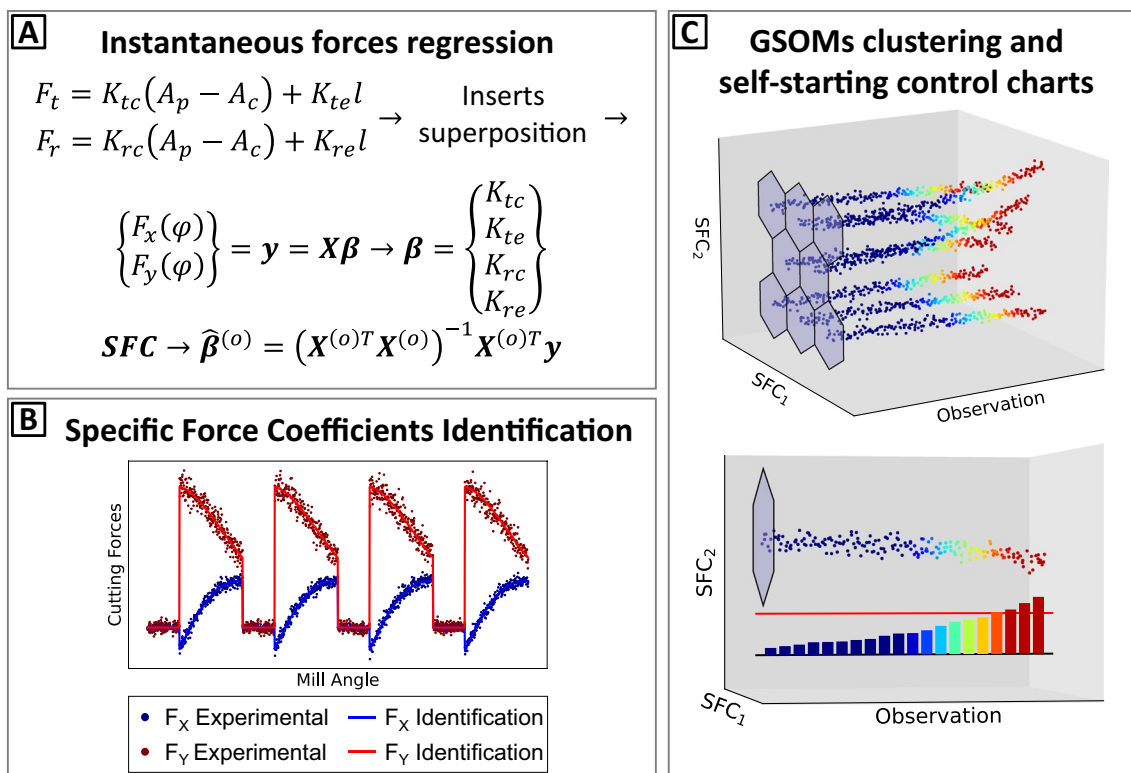 A
Instantaneous forces regression
F_t = K_tc(A_p − A_c) + K_te l
F_r = K_rc(A_p − A_c) + K_re l
→ Inserts superposition →
{F_x(φ) F_y(φ)} = y = Xβ → β = {K_tc K_te K_rc K_re}
SFC → β̂^(o) = (X^(o)T X^(o))^−1 X^(o)T y
B
Specific Force Coefficients Identification
Cutting Forces
Mill Angle
F_X Experimental
F_X Identification
F_Y Experimental
F_Y Identification
C
GSOMs clustering and
self-starting control charts
SFC_2
SFC_1
Observation
SFC_2
SFC_1
Observation